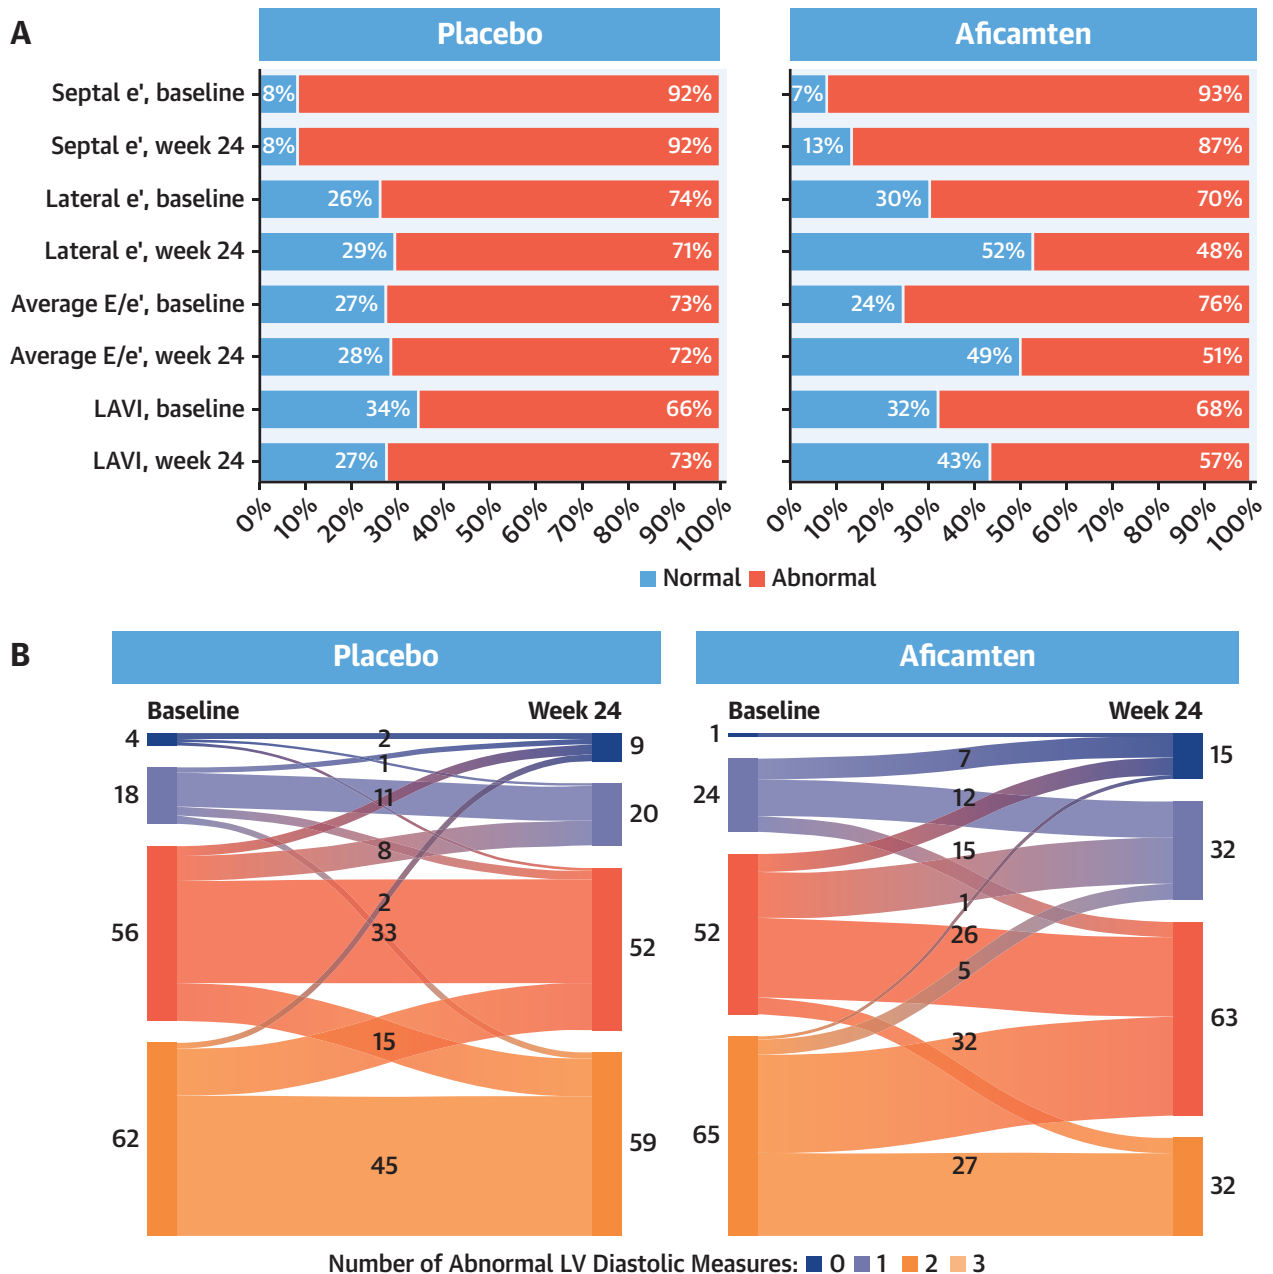 A
Placebo
Aficamten
Septal e', baseline 8% 92% 7% 93%
Septal e', week 24 8% 92% 13% 87%
Lateral e', baseline 26% 74% 30% 70%
Lateral e', week 24 29% 71% 52% 48%
Average E/e', baseline 27% 73% 24% 76%
Average E/e', week 24 28% 72% 49% 51%
LAVI, baseline 34% 66% 32% 68%
LAVI, week 24 27% 73% 43% 57%
0% 10% 20% 30% 40% 50% 60% 70% 80% 90% 100%
0% 10% 20% 30% 40% 50% 60% 70% 80% 90% 100%
Normal Abnormal
B
Placebo
Baseline Week 24
4 2 9
1
18 11 20
8
2
56 33 52
15
62 45 59
Aficamten
Baseline Week 24
1 7 15
24 12 32
15
1
52 26 63
5
32
65 27 32
Number of Abnormal LV Diastolic Measures: 0 1 2 3